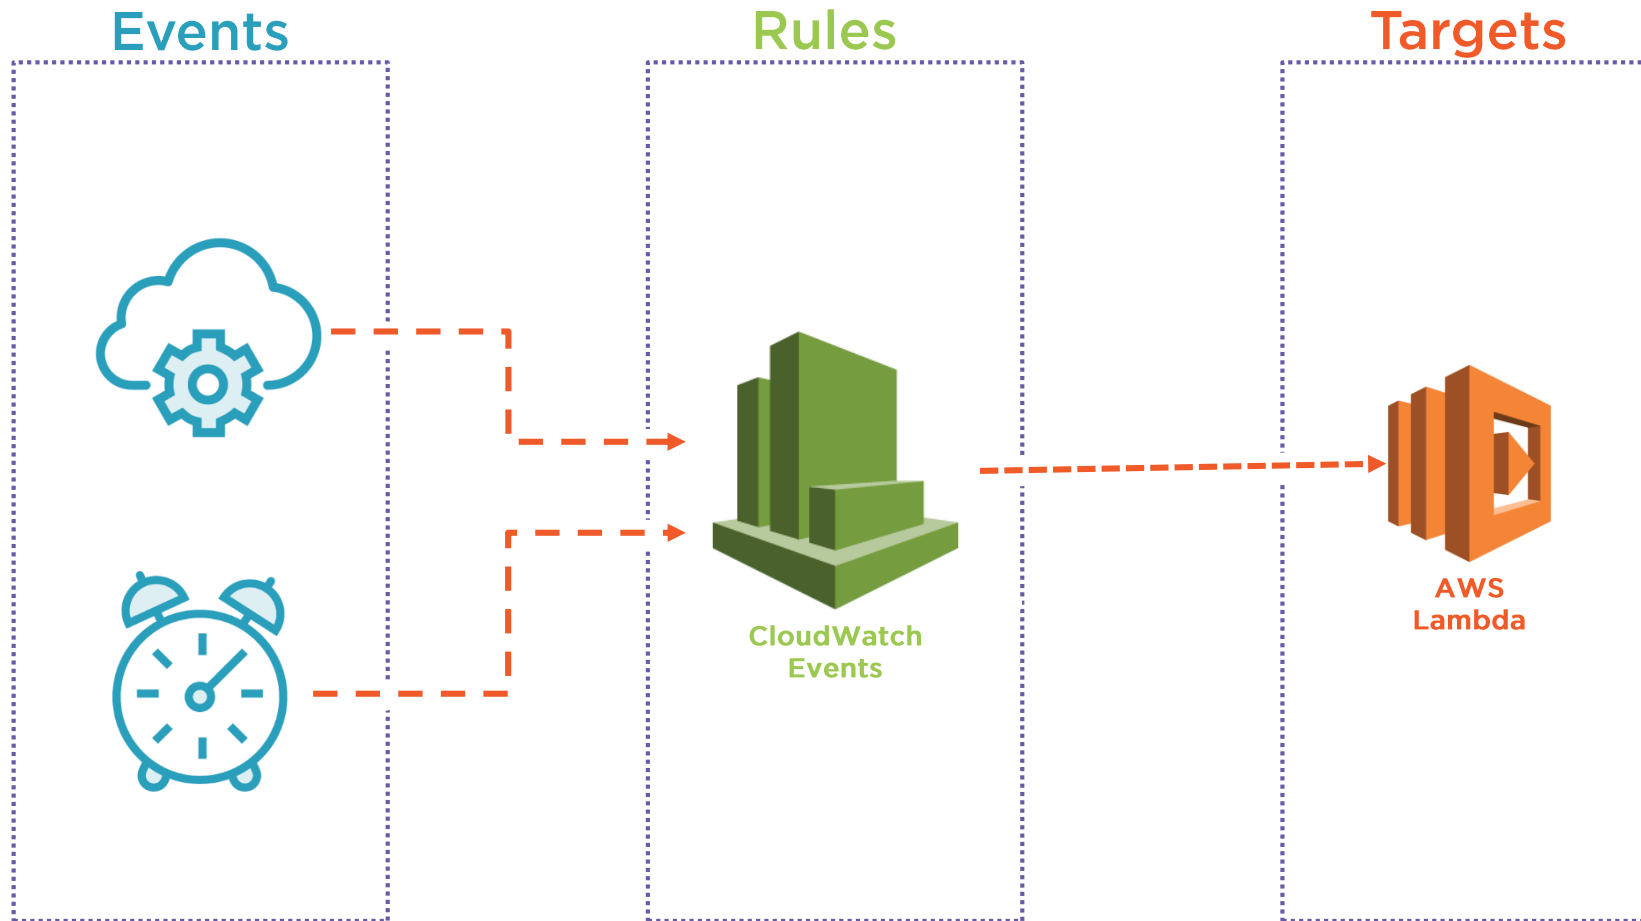 Events
Rules
Targets
CloudWatch
Events
AWS
Lambda